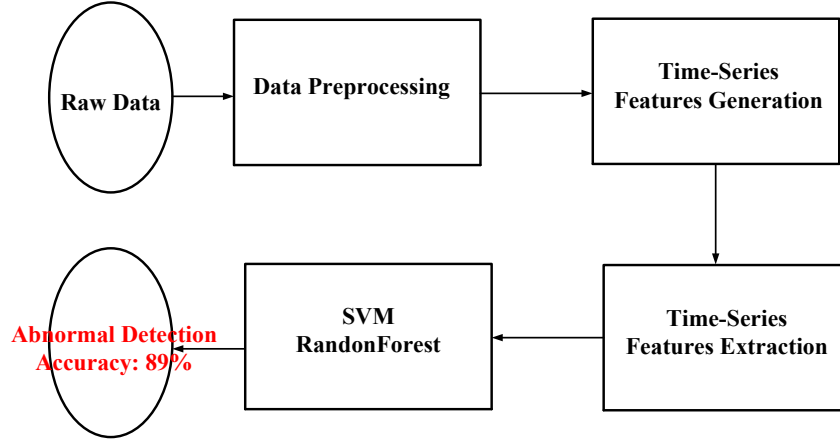 Raw Data
Data Preprocessing
Time-Series
Features Generation
Time-Series
Features Extraction
SVM
RandonForest
Abnormal Detection
Accuracy: 89%